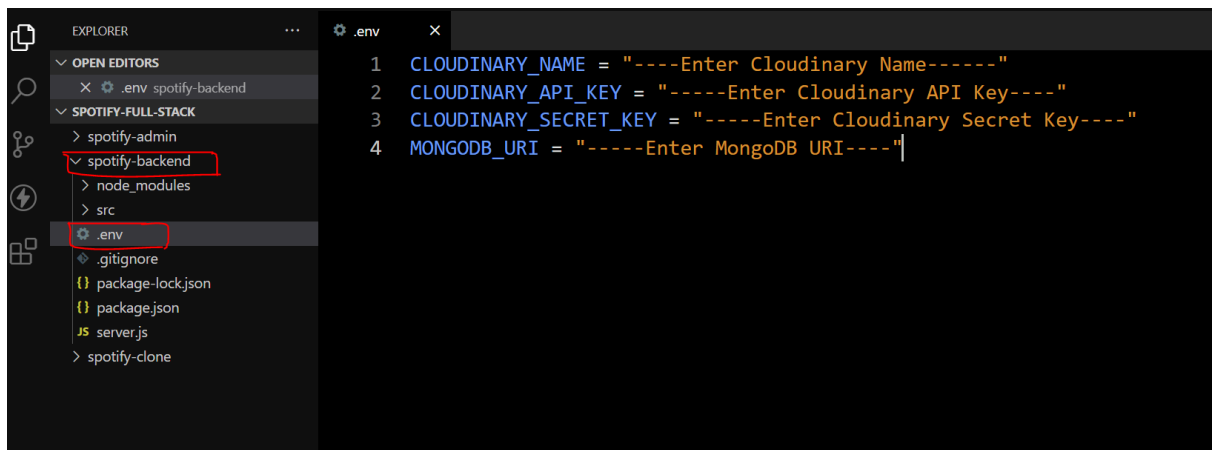 EXPLORER ···
OPEN EDITORS
.env spotify-backend
SPOTIFY-FULL-STACK
spotify-admin
spotify-backend
node_modules
src
.env
.gitignore
{} package-lock.json
{} package.json
JS server.js
spotify-clone
.env
1 CLOUDINARY_NAME = "----Enter Cloudinary Name------"
2 CLOUDINARY_API_KEY = "-----Enter Cloudinary API Key----"
3 CLOUDINARY_SECRET_KEY = "-----Enter Cloudinary Secret Key----"
4 MONGODB_URI = "-----Enter MongoDB URI----"